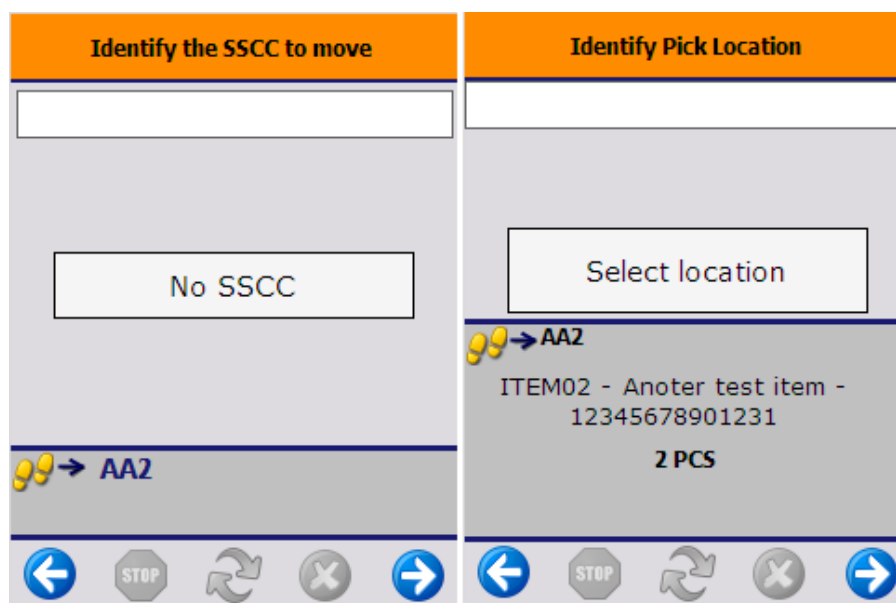 Identify the SSCC to move
No SSCC
AA2
STOP
Identify Pick Location
Select location
AA2
ITEM02 - Anoter test item -
12345678901231
2 PCS
STOP